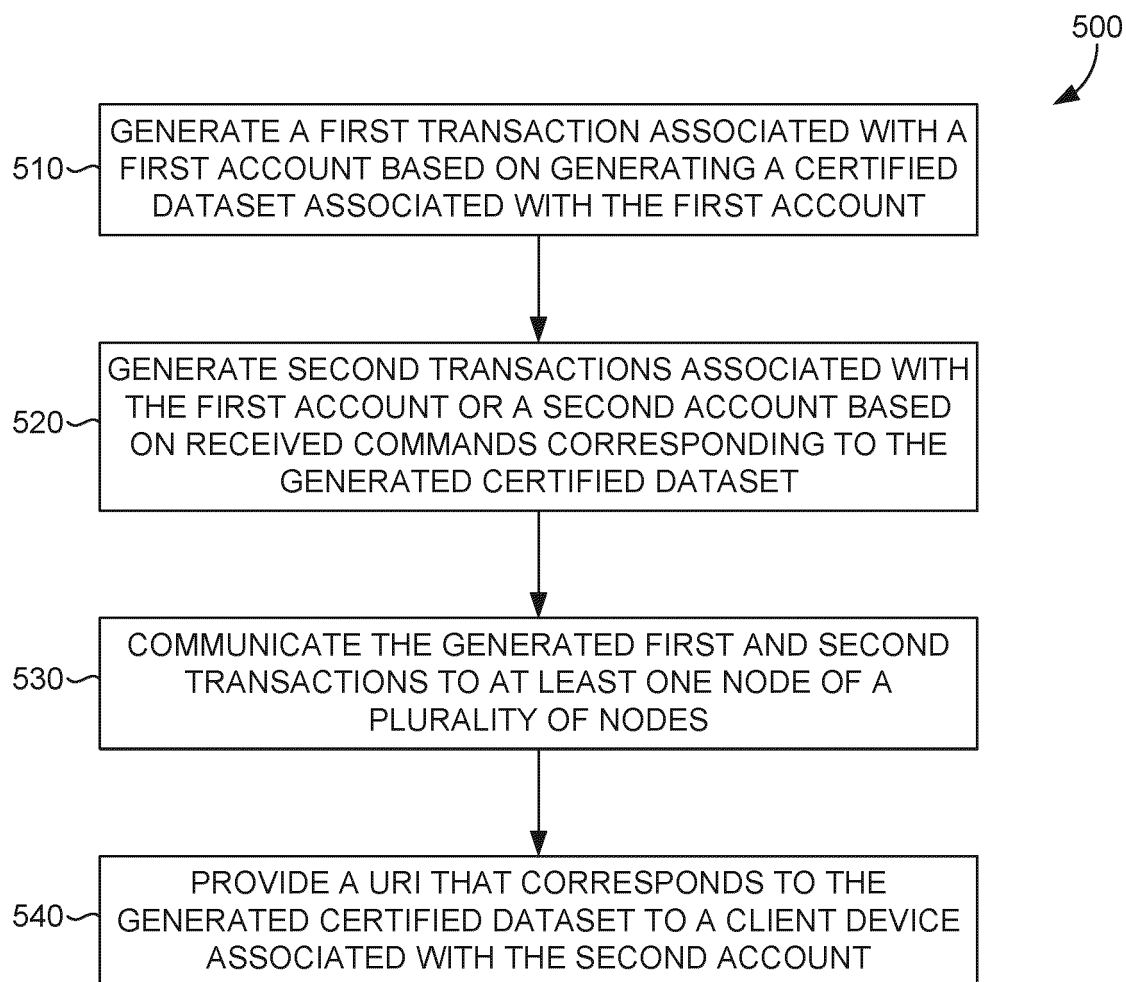 500
GENERATE A FIRST TRANSACTION ASSOCIATED WITH A
510
FIRST ACCOUNT BASED ON GENERATING A CERTIFIED
DATASET ASSOCIATED WITH THE FIRST ACCOUNT
GENERATE SECOND TRANSACTIONS ASSOCIATED WITH
520
THE FIRST ACCOUNT OR A SECOND ACCOUNT BASED
ON RECEIVED COMMANDS CORRESPONDING TO THE
GENERATED CERTIFIED DATASET
COMMUNICATE THE GENERATED FIRST AND SECOND
530
TRANSACTIONS TO AT LEAST ONE NODE OF A
PLURALITY OF NODES
PROVIDE A URI THAT CORRESPONDS TO THE
540
GENERATED CERTIFIED DATASET TO A CLIENT DEVICE
ASSOCIATED WITH THE SECOND ACCOUNT